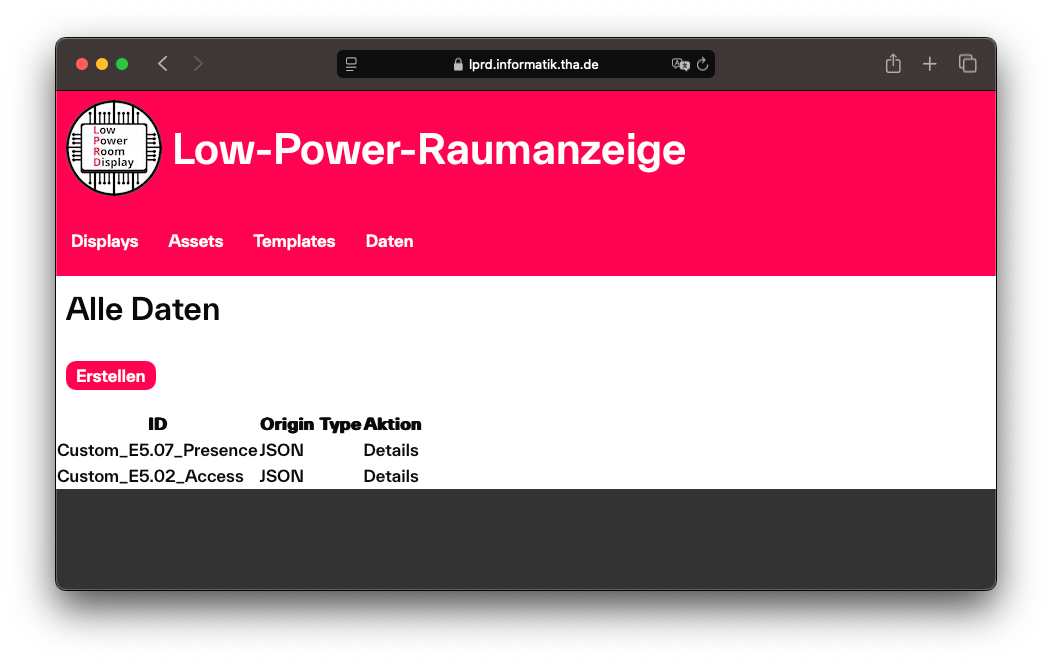 lprd.informatik.tha.de
Low
Power
Room
Display
Low-Power-Raumanzeige
Displays Assets Templates Daten
Alle Daten
Erstellen
ID Origin Type Aktion
Custom_E5.07_Presence JSON Details
Custom_E5.02_Access JSON Details